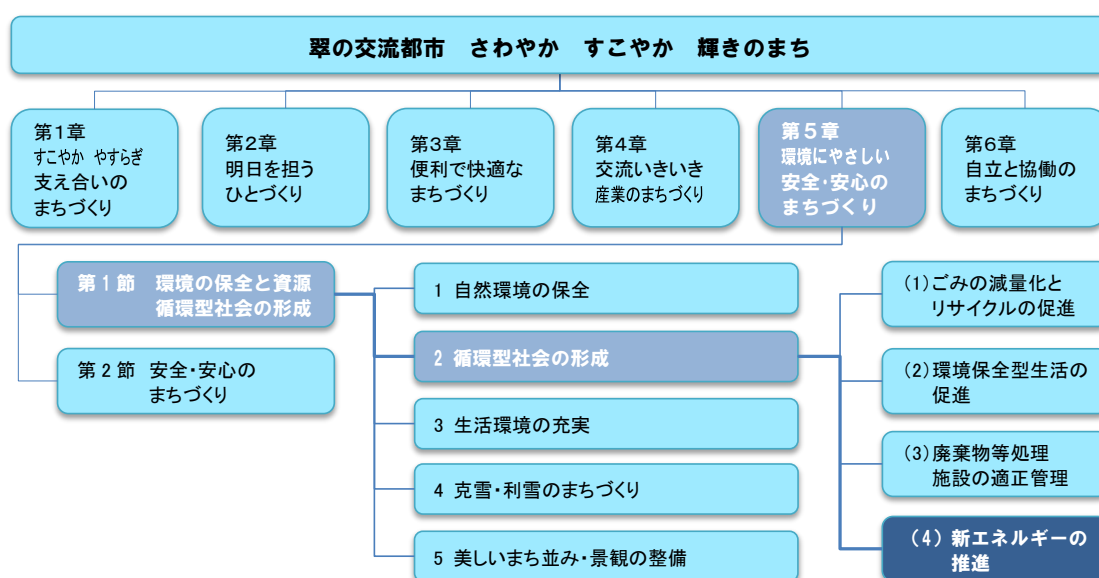 翠の交流都市　さわやか　すこやか　輝きのまち
第1章
すこやか やすらぎ
支え合いの
まちづくり
第2章
明日を担う
ひとづくり
第3章
便利で快適な
まちづくり
第4章
交流いきいき
産業のまちづくり
第5章
環境にやさしい
安全・安心の
まちづくり
第6章
自立と協働の
まちづくり
第1節　環境の保全と資源
循環型社会の形成
第2節　安全・安心の
まちづくり
1 自然環境の保全
2 循環型社会の形成
3 生活環境の充実
4 克雪・利雪のまちづくり
5 美しいまち並み・景観の整備
(1)ごみの減量化と
リサイクルの促進
(2)環境保全型生活の
促進
(3)廃棄物等処理
施設の適正管理
(4)新エネルギーの
推進